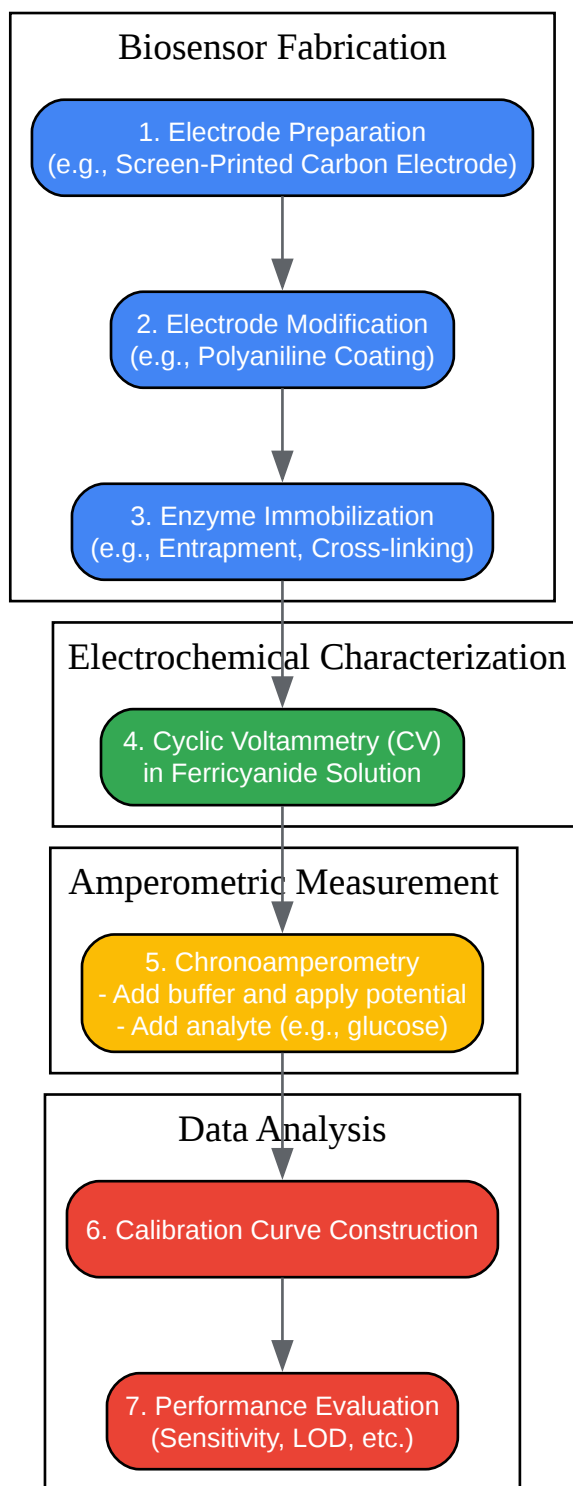 Biosensor Fabrication
1. Electrode Preparation
(e.g., Screen-Printed Carbon Electrode)
2. Electrode Modification
(e.g., Polyaniline Coating)
3. Enzyme Immobilization
(e.g., Entrapment, Cross-linking)
Electrochemical Characterization
4. Cyclic Voltammetry (CV)
in Ferricyanide Solution
Amperometric Measurement
5. Chronoamperometry
- Add buffer and apply potential
- Add analyte (e.g., glucose)
Data Analysis
6. Calibration Curve Construction
7. Performance Evaluation
(Sensitivity, LOD, etc.)